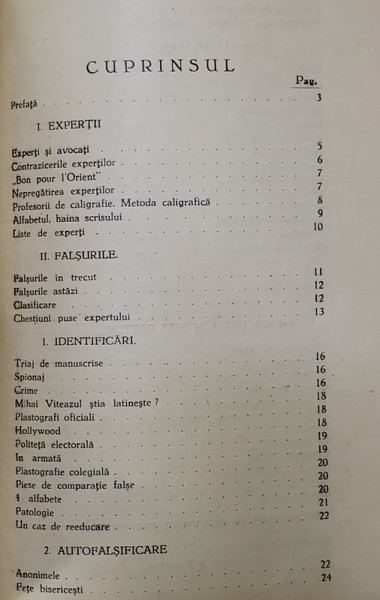 CUPRINSUL
Pag.
Prefață . . . . . . . . . . . . . . . . . . . 3
I. EXPERȚII
Experți și avocați . . . . . . . . . . . . . . . 5
Contrazicerile experților . . . . . . . . . . . . . 6
„Bon pour l'Orient" . . . . . . . . . . . . . . 7
Nepregătirea experților . . . . . . . . . . . . . 7
Profesorii de caligrafie. Metoda caligrafică . . . . . . . 8
Alfabetul, haina scrisului . . . . . . . . . . . . . 9
Liste de experți . . . . . . . . . . . . . . . 10
II. FALȘURILE.
Falșurile în trecut . . . . . . . . . . . . . . . 11
Falșurile astăzi . . . . . . . . . . . . . . . . 12
Clasificare . . . . . . . . . . . . . . . . . 12
Chestiuni puse expertului . . . . . . . . . . . . . 13
1. IDENTIFICĂRI.
Triaj de manuscrise . . . . . . . . . . . . . . 16
Spionaj . . . . . . . . . . . . . . . . . . 16
Crime . . . . . . . . . . . . . . . . . . . 16
Mihai Viteazul știa latinește ? . . . . . . . . . . . 18
Plastografi oficiali . . . . . . . . . . . . . . . 18
Hollywood . . . . . . . . . . . . . . . . . 18
Politeță electorală . . . . . . . . . . . . . . . 19
In armată . . . . . . . . . . . . . . . . . 19
Plastografie colegială . . . . . . . . . . . . . . 20
Piese de comparație false . . . . . . . . . . . . . 20
4 alfabete . . . . . . . . . . . . . . . . . 20
Patologie . . . . . . . . . . . . . . . . . . 21
Un caz de reeducare . . . . . . . . . . . . . . 22
2. AUTOFALȘIFICARE
Anonimele . . . . . . . . . . . . . . . . . 22
Fețe bisericești . . . . . . . . . . . . . . . . 24